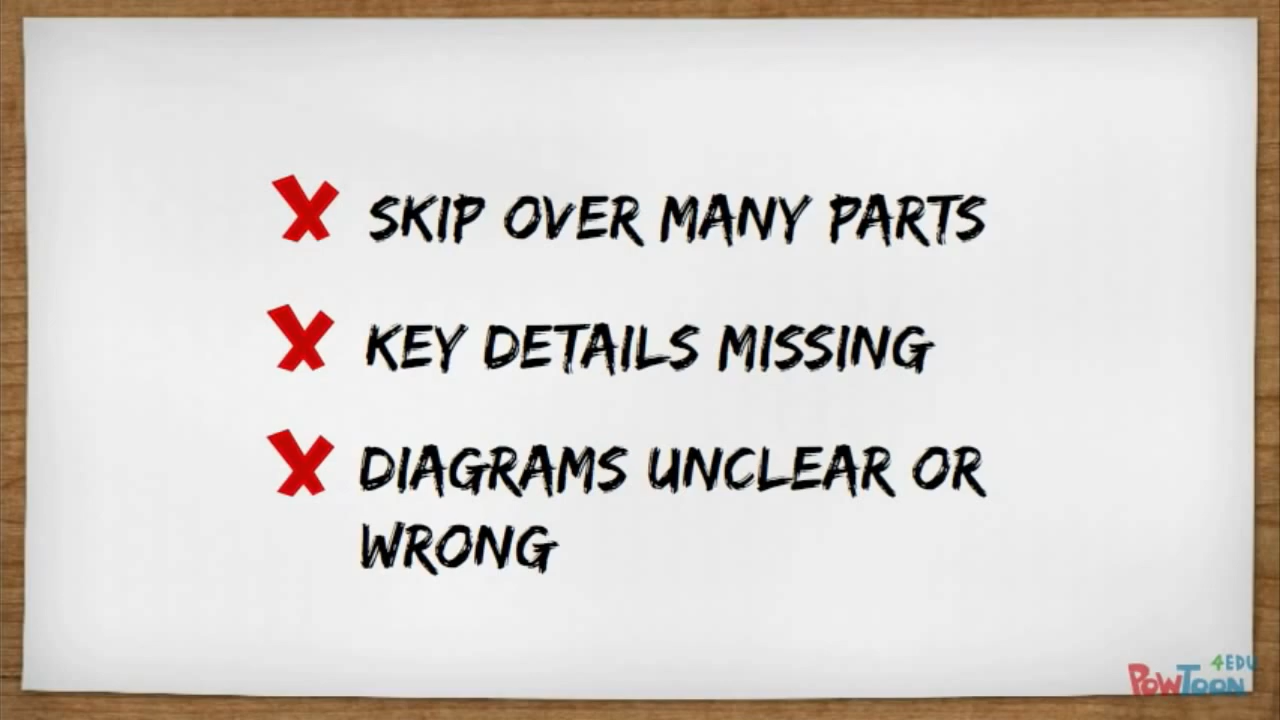 SKIP OVER MANY PARTS
KEY DETAILS MISSING
DIAGRAMS UNCLEAR OR
WRONG
4EDU
POWTOON